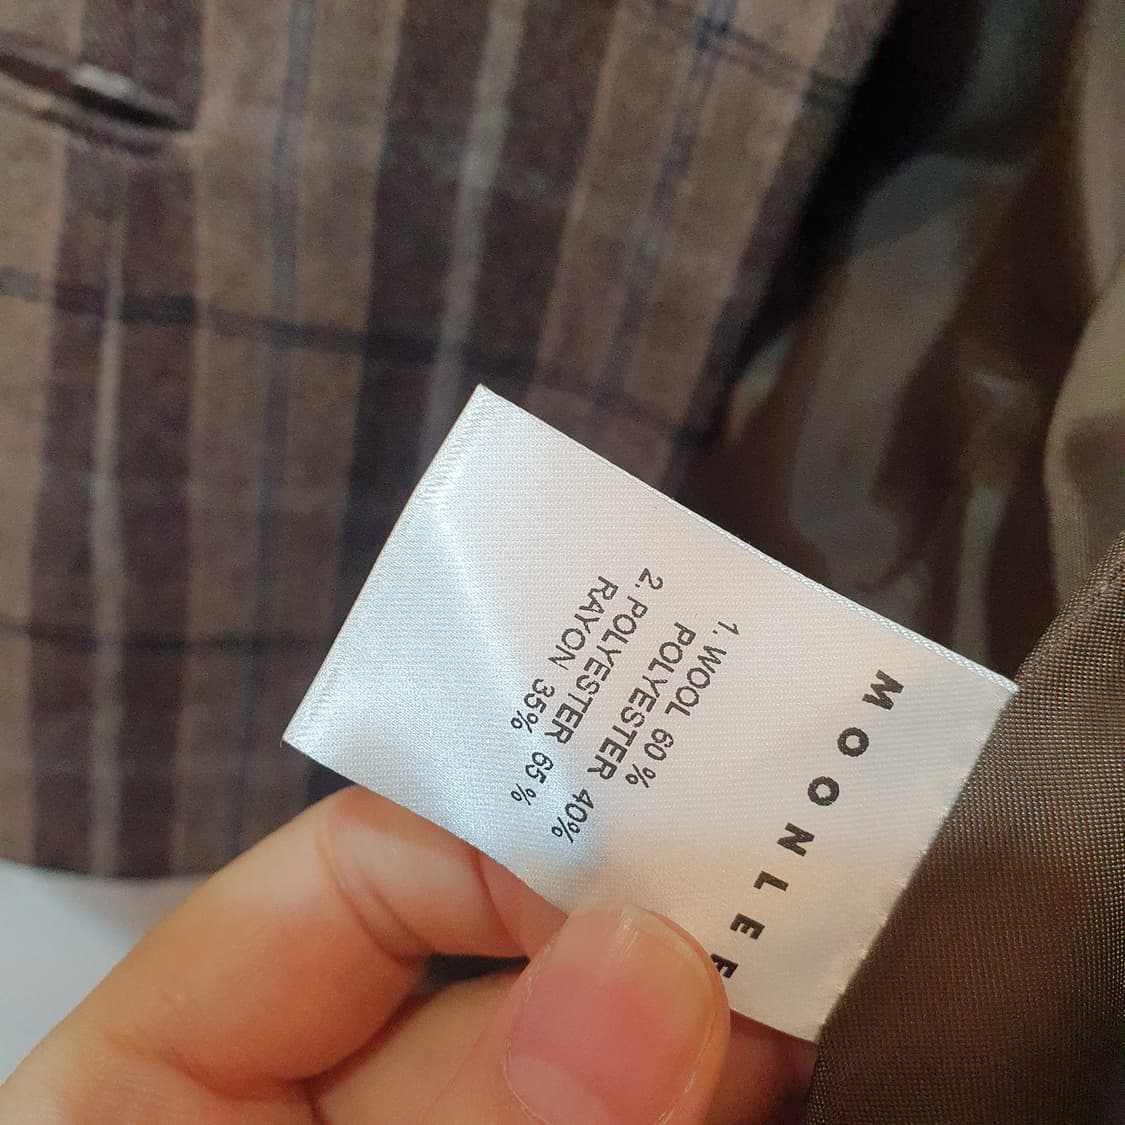 MOONLEE
1. WOOL 60%
POLYESTER 40%
2. POLYESTER 65%
RAYON 35%